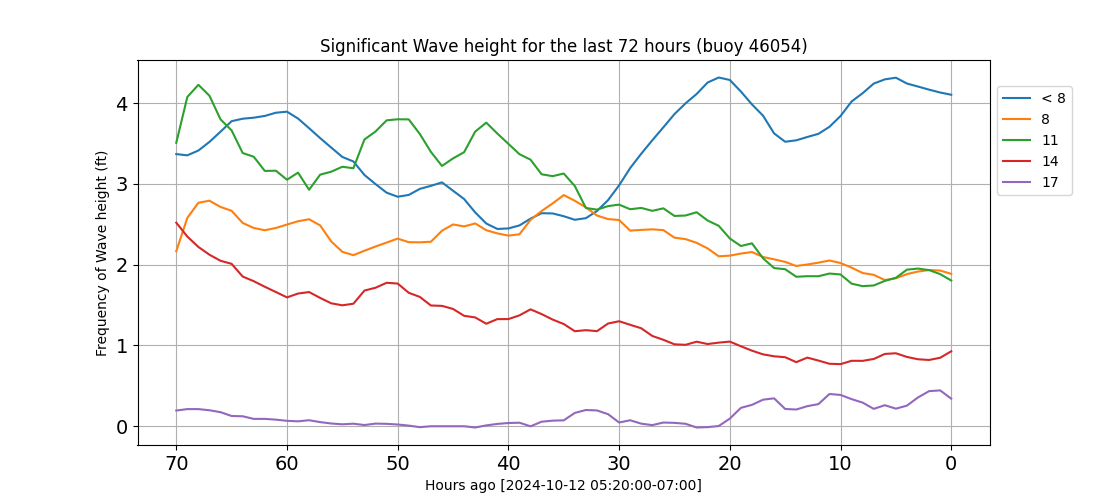 Significant Wave height for the last 72 hours (buoy 46054)
Frequency of Wave height (ft)
4
3
2
1
0
70 60 50 40 30 20 10 0
Hours ago [2024-10-12 05:20:00-07:00]
< 8
8
11
14
17